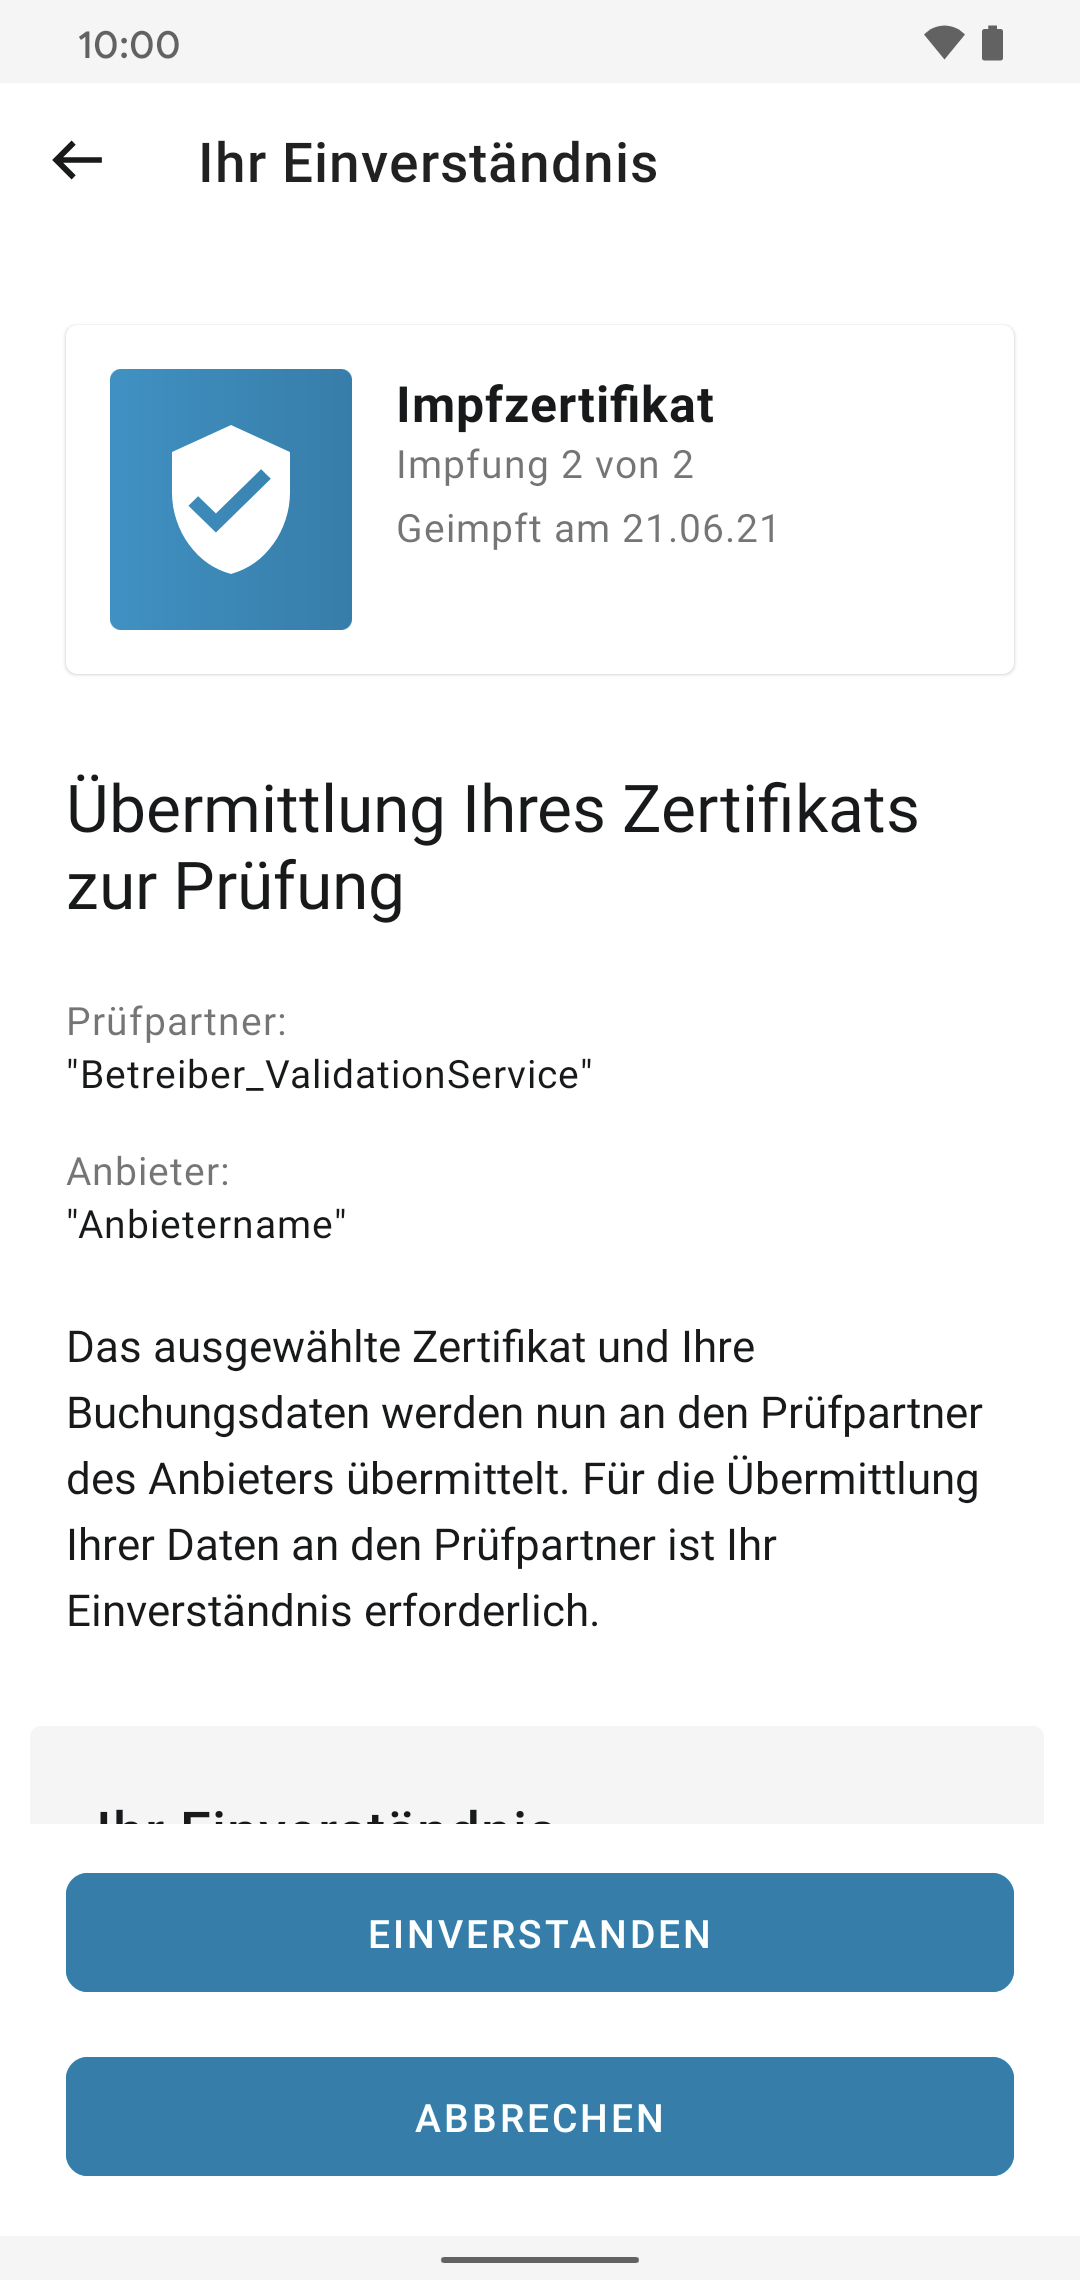 10:00
Ihr Einverständnis
Impfzertifikat
Impfung 2 von 2
Geimpft am 21.06.21
Übermittlung Ihres Zertifikats
zur Prüfung
Prüfpartner:
"Betreiber_ValidationService"
Anbieter:
"Anbietername"
Das ausgewählte Zertifikat und Ihre
Buchungsdaten werden nun an den Prüfpartner
des Anbieters übermittelt. Für die Übermittlung
Ihrer Daten an den Prüfpartner ist Ihr
Einverständnis erforderlich.
Ihr Einverständnis
EINVERSTANDEN
ABBRECHEN